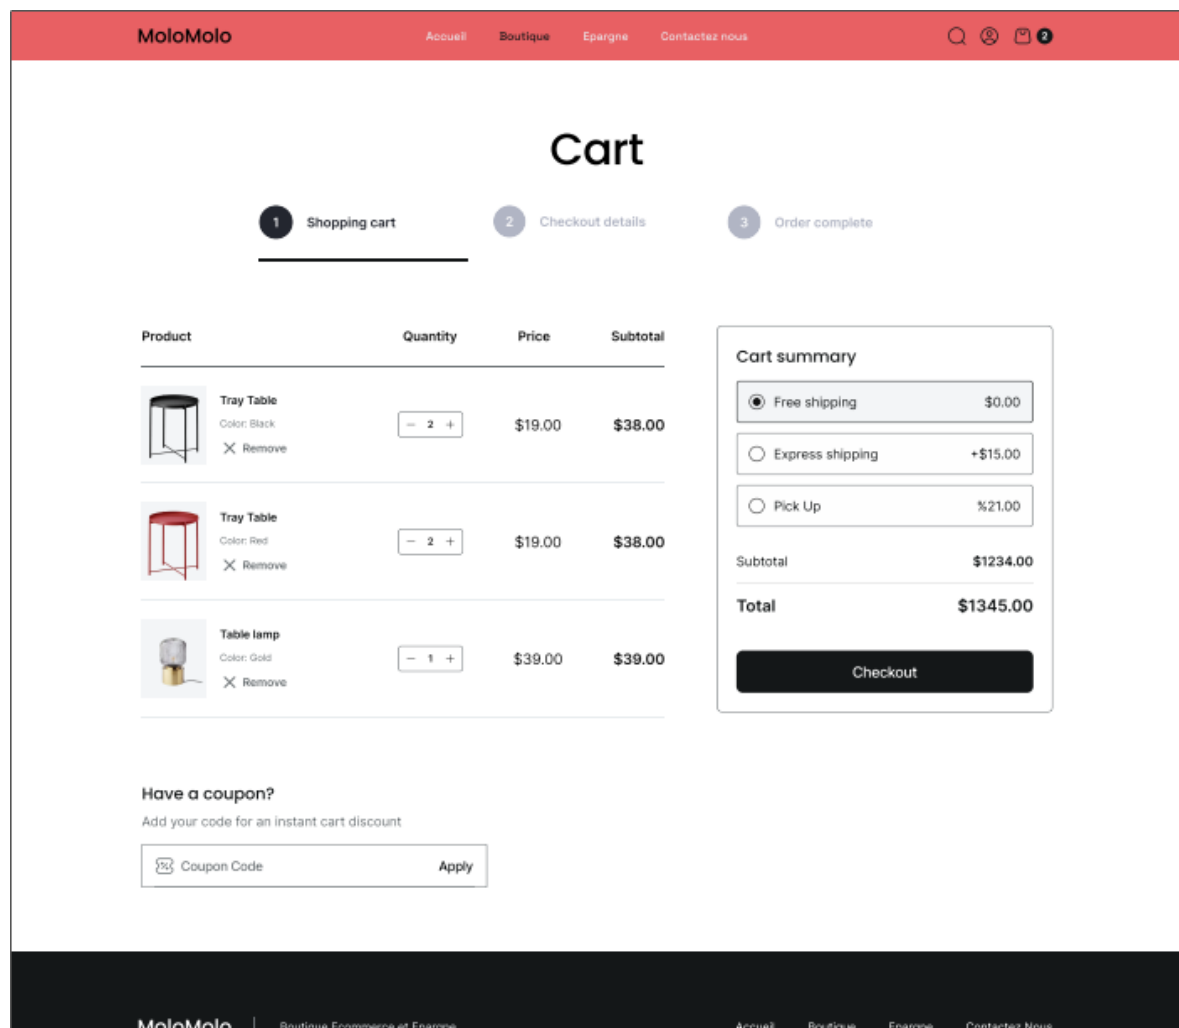 MoloMolo Accueil Boutique Epargne Contactez nous 2
Cart
1 Shopping cart 2 Checkout details 3 Order complete
Product Quantity Price Subtotal
Tray Table
Color: Black
− 2 + $19.00 $38.00
Remove
Tray Table
Color: Red
− 2 + $19.00 $38.00
Remove
Table lamp
Color: Gold
− 1 + $39.00 $39.00
Remove
Cart summary
Free shipping $0.00
Express shipping +$15.00
Pick Up %21.00
Subtotal $1234.00
Total $1345.00
Checkout
Have a coupon?
Add your code for an instant cart discount
Coupon Code Apply
MoloMolo Boutique Ecommerce et Epargne Accueil Boutique Epargne Contactez Nous